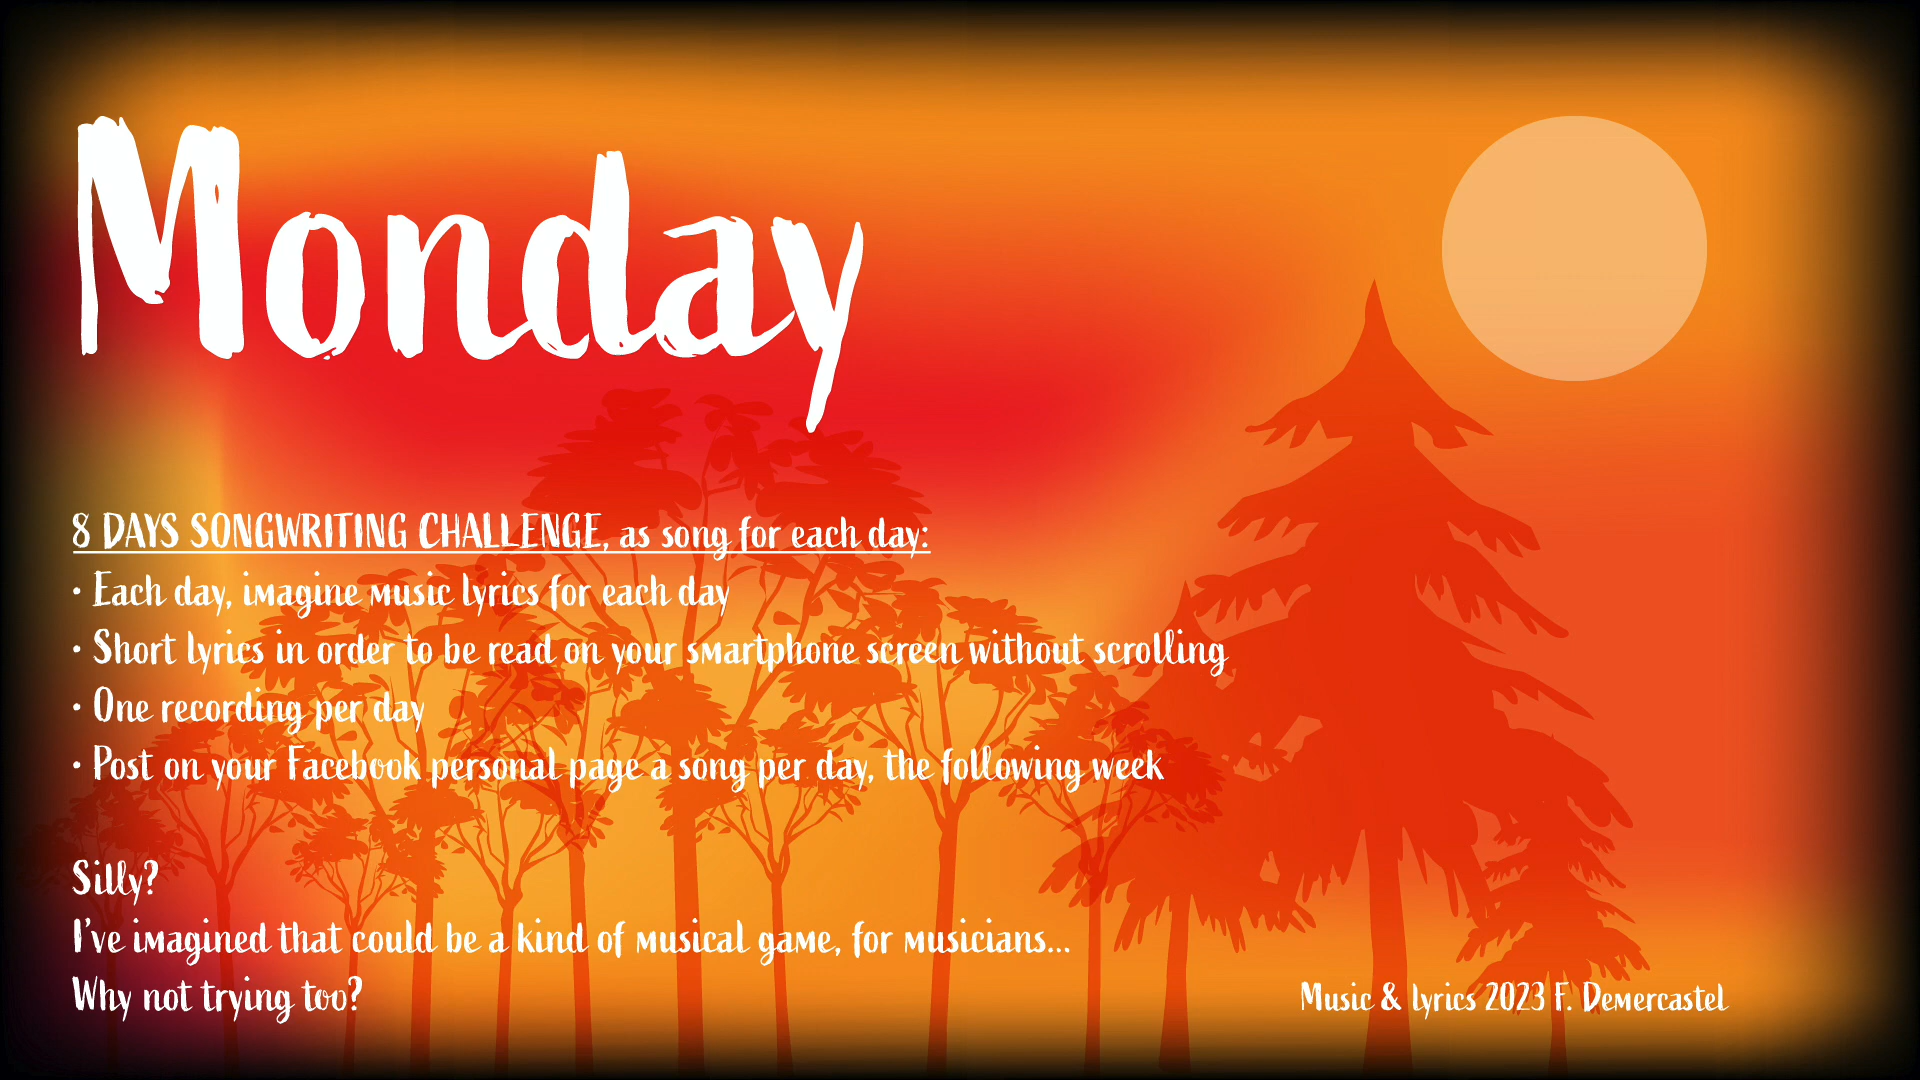 Monday
8 DAYS SONGWRITING CHALLENGE, as song for each day:
• Each day, imagine music lyrics for each day
• Short lyrics in order to be read on your smartphone screen without scrolling
• One recording per day
• Post on your Facebook personal page a song per day, the following week
Silly?
I've imagined that could be a kind of musical game, for musicians...
Why not trying too?
Music & lyrics 2023 F. Demercastel